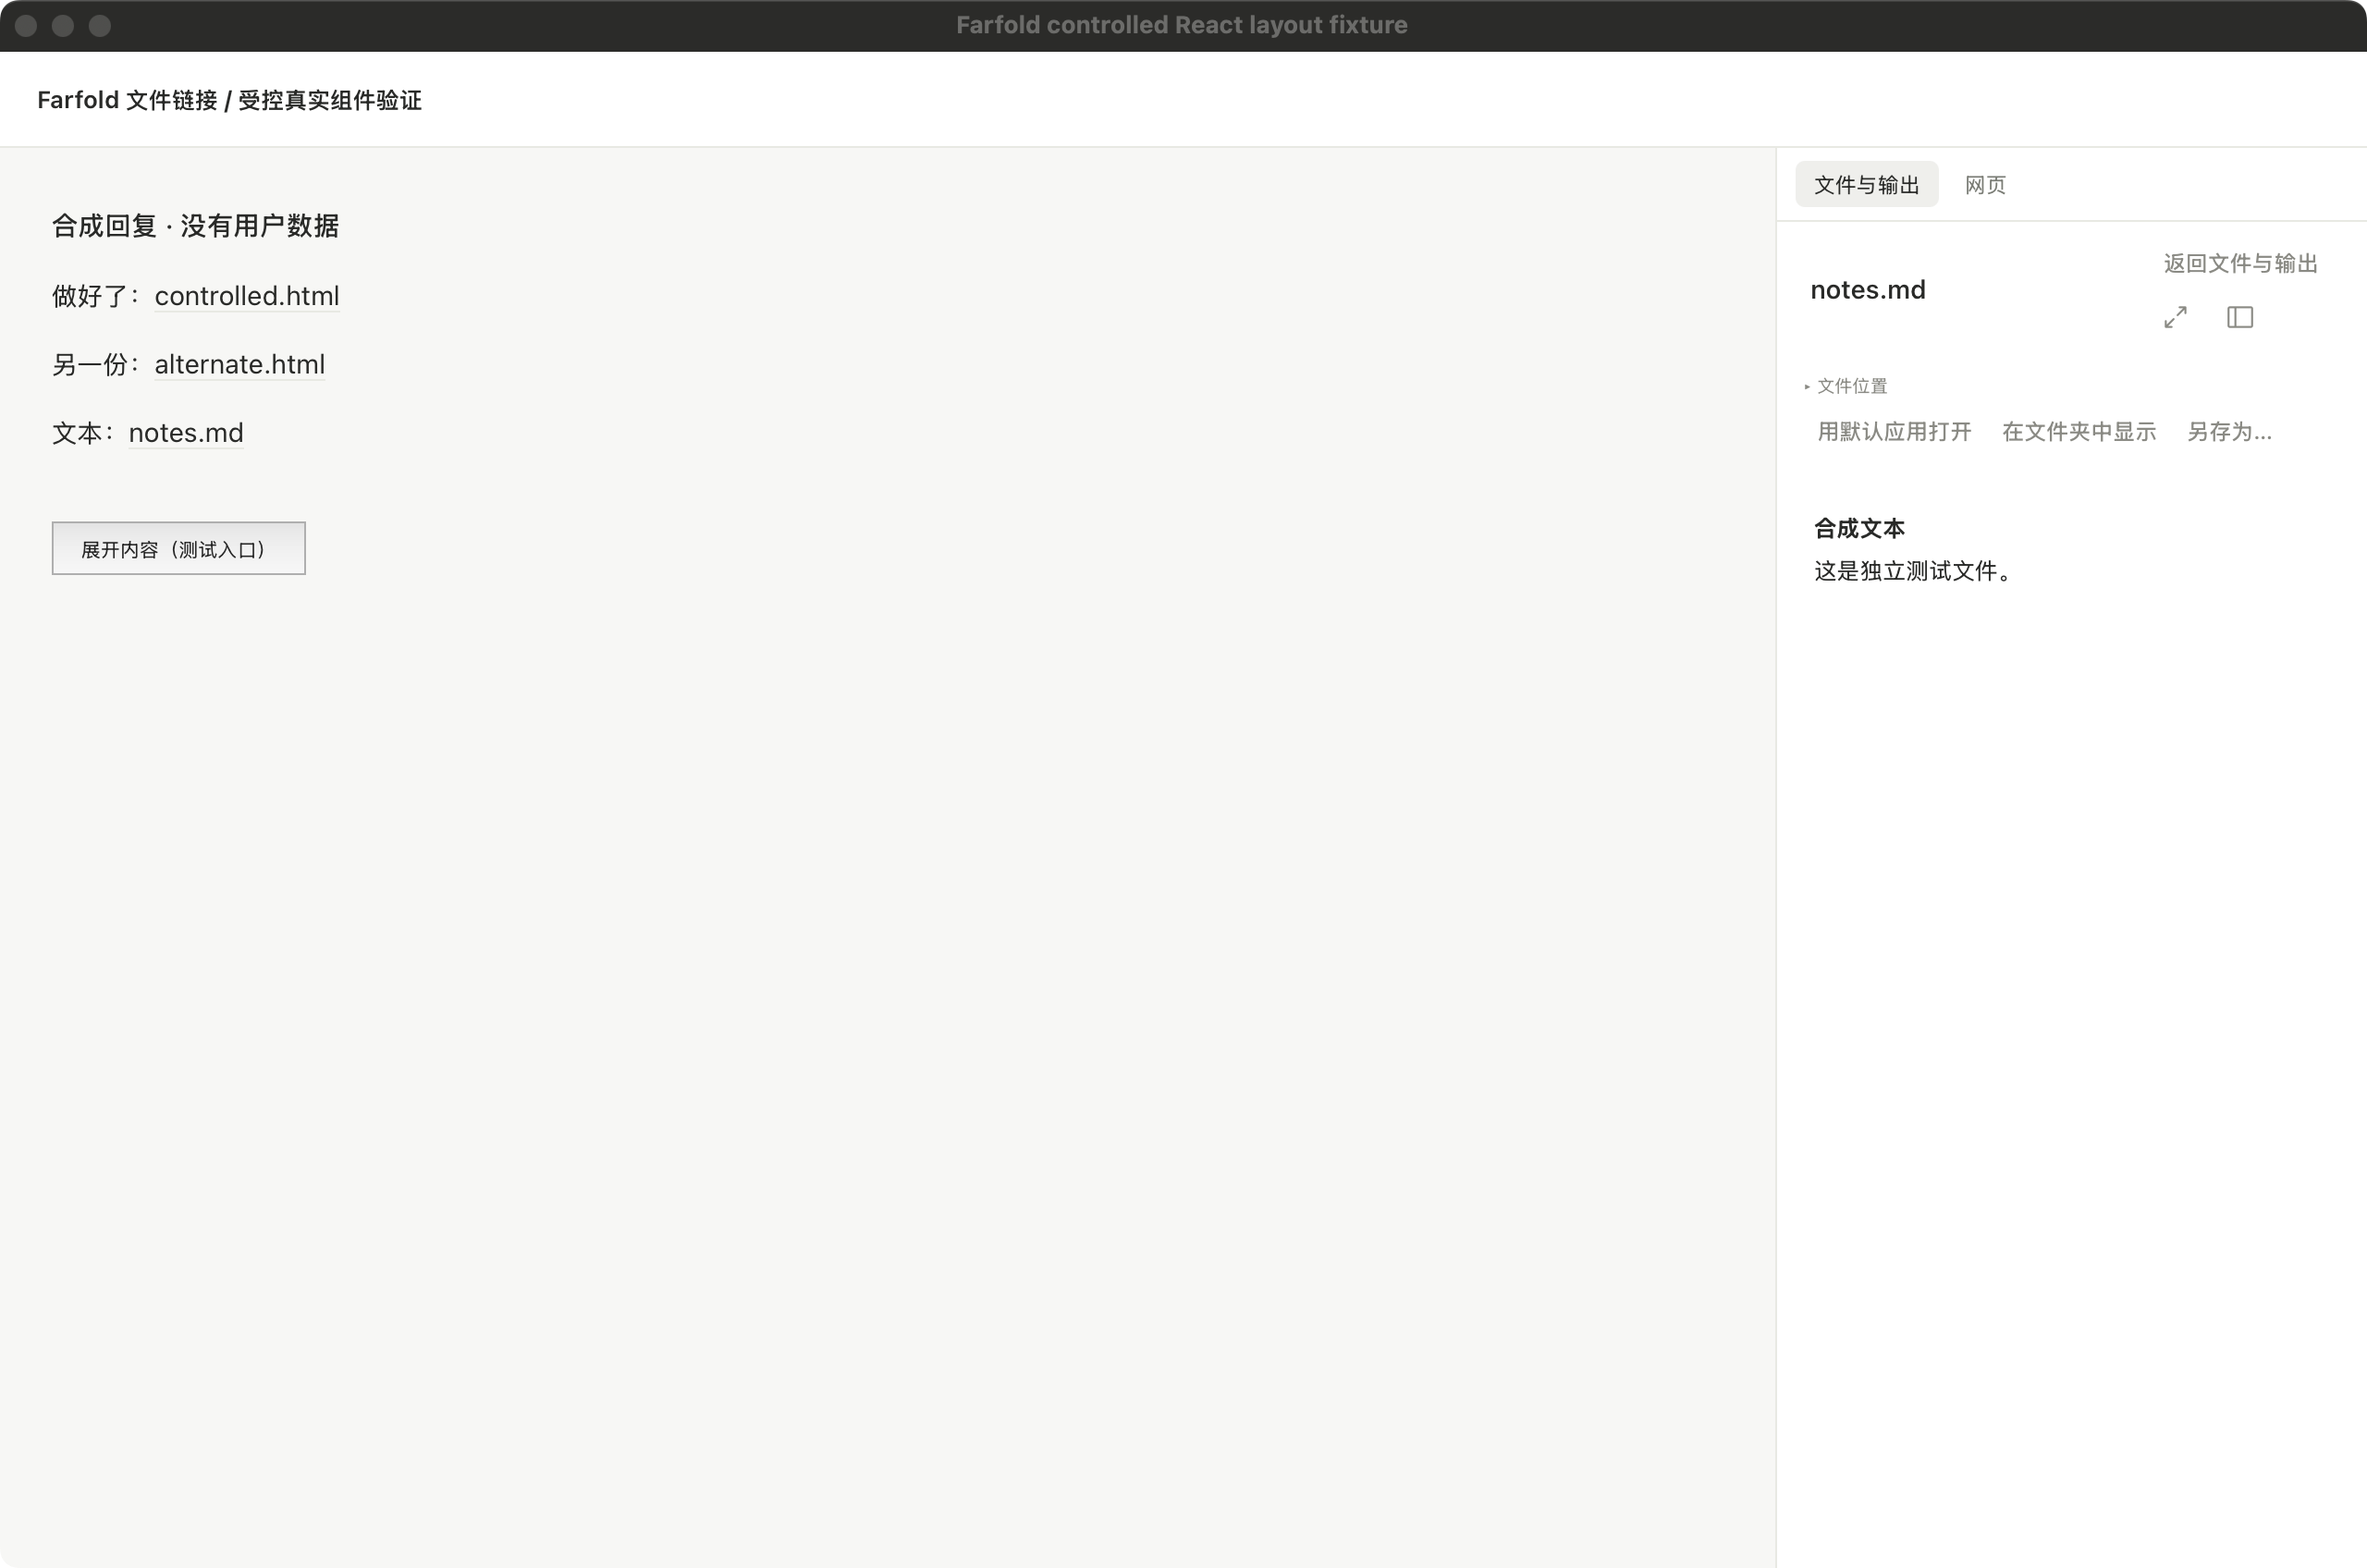 Farfold controlled React layout fixture
Farfold 文件链接 / 受控真实组件验证
合成回复 · 没有用户数据
做好了：controlled.html
另一份：alternate.html
文本：notes.md
展开内容（测试入口）
文件与输出 网页
返回文件与输出
notes.md
文件位置
用默认应用打开 在文件夹中显示 另存为...
合成文本
这是独立测试文件。